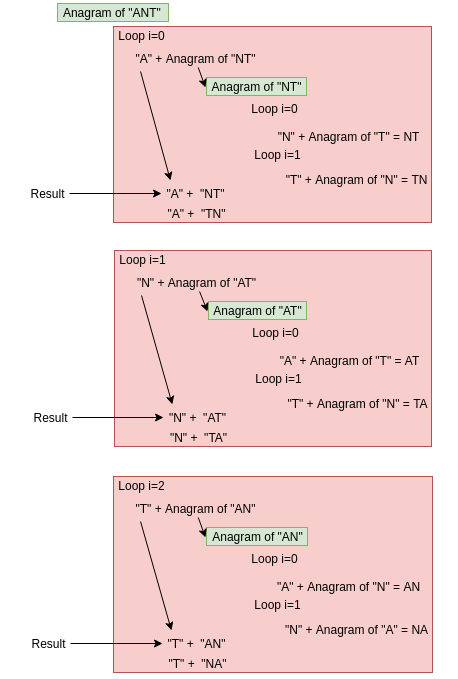 Anagram of "ANT"
Loop i=0
"A" + Anagram of "NT"
Anagram of "NT"
Loop i=0
"N" + Anagram of "T" = NT
Loop i=1
"T" + Anagram of "N" = TN
Result
"A" + "NT"
"A" + "TN"
Loop i=1
"N" + Anagram of "AT"
Anagram of "AT"
Loop i=0
"A" + Anagram of "T" = AT
Loop i=1
"T" + Anagram of "N" = TA
Result
"N" + "AT"
"N" + "TA"
Loop i=2
"T" + Anagram of "AN"
Anagram of "AN"
Loop i=0
"A" + Anagram of "N" = AN
Loop i=1
"N" + Anagram of "A" = NA
Result
"T" + "AN"
"T" + "NA"